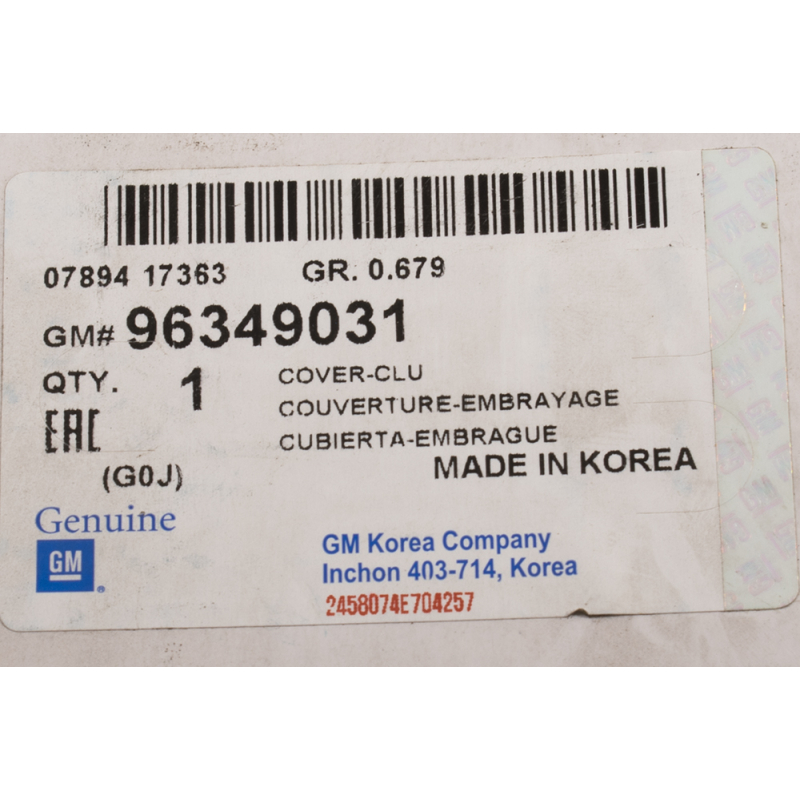 07894 17363 GR. 0.679
GM# 96349031
QTY. 1 COVER-CLU
COUVERTURE-EMBRAYAGE
EAC CUBIERTA-EMBRAGUE
(G0J) MADE IN KOREA
Genuine
GM
GM Korea Company
Inchon 403-714, Korea
2458074E704257